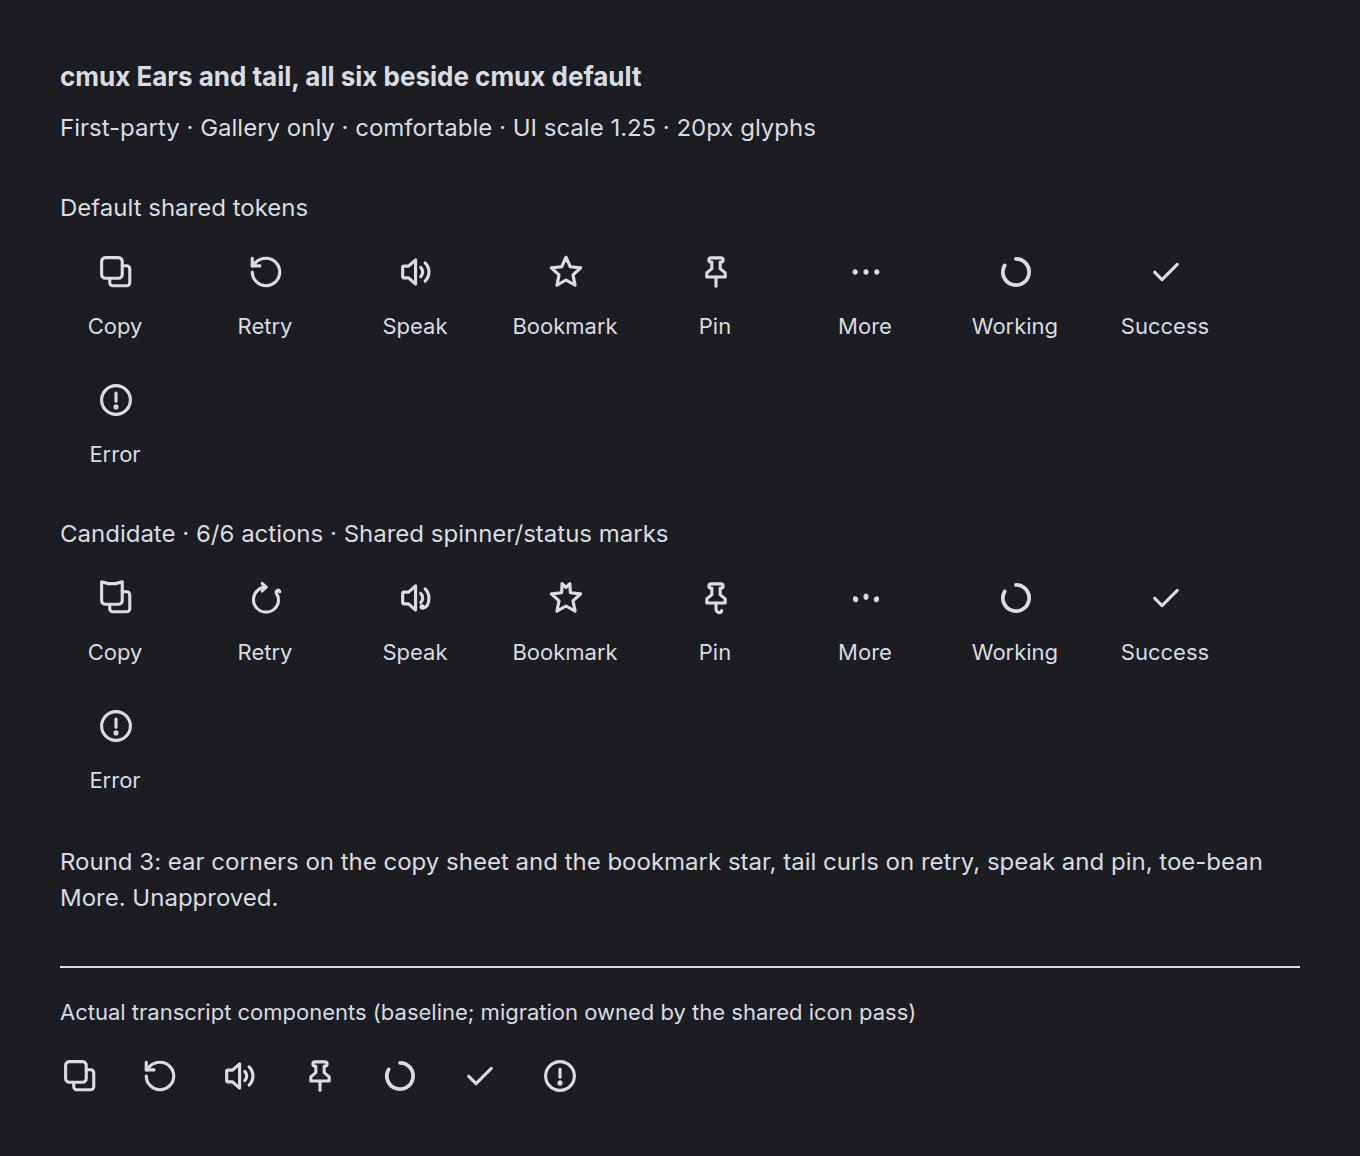 cmux Ears and tail, all six beside cmux default
First-party · Gallery only · comfortable · UI scale 1.25 · 20px glyphs
Default shared tokens
Copy Retry Speak Bookmark Pin More Working Success
Error
Candidate · 6/6 actions · Shared spinner/status marks
Copy Retry Speak Bookmark Pin More Working Success
Error
Round 3: ear corners on the copy sheet and the bookmark star, tail curls on retry, speak and pin, toe-bean
More. Unapproved.
Actual transcript components (baseline; migration owned by the shared icon pass)